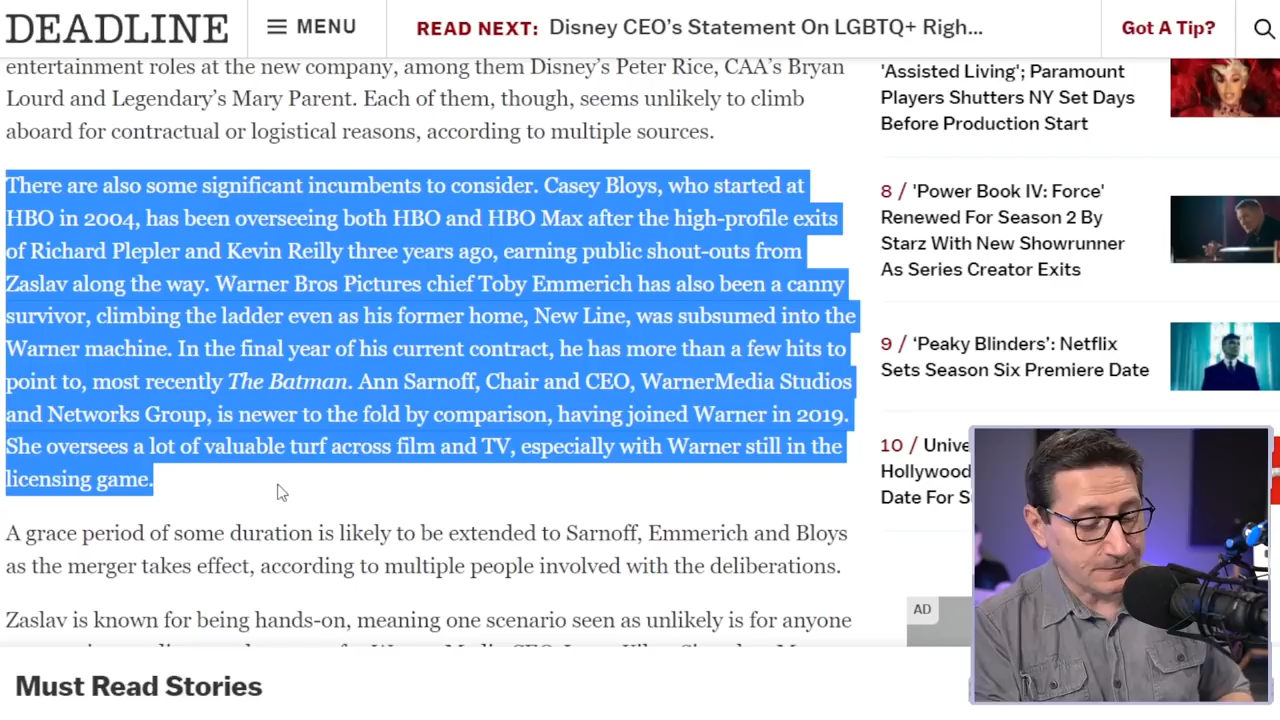 DEADLINE
MENU
READ NEXT: Disney CEO's Statement On LGBTQ+ Righ...
Got A Tip?
entertainment roles at the new company, among them Disney's Peter Rice, CAA's Bryan
Lourd and Legendary's Mary Parent. Each of them, though, seems unlikely to climb
aboard for contractual or logistical reasons, according to multiple sources.
There are also some significant incumbents to consider. Casey Bloys, who started at
HBO in 2004, has been overseeing both HBO and HBO Max after the high-profile exits
of Richard Plepler and Kevin Reilly three years ago, earning public shout-outs from
Zaslav along the way. Warner Bros Pictures chief Toby Emmerich has also been a canny
survivor, climbing the ladder even as his former home, New Line, was subsumed into the
Warner machine. In the final year of his current contract, he has more than a few hits to
point to, most recently The Batman. Ann Sarnoff, Chair and CEO, WarnerMedia Studios
and Networks Group, is newer to the fold by comparison, having joined Warner in 2019.
She oversees a lot of valuable turf across film and TV, especially with Warner still in the
licensing game.
A grace period of some duration is likely to be extended to Sarnoff, Emmerich and Bloys
as the merger takes effect, according to multiple people involved with the deliberations.
Zaslav is known for being hands-on, meaning one scenario seen as unlikely is for anyone
Must Read Stories
'Assisted Living'; Paramount
Players Shutters NY Set Days
Before Production Start
8 / 'Power Book IV: Force'
Renewed For Season 2 By
Starz With New Showrunner
As Series Creator Exits
9 / 'Peaky Blinders': Netflix
Sets Season Six Premiere Date
10 /
Hollywood
Date For
AD